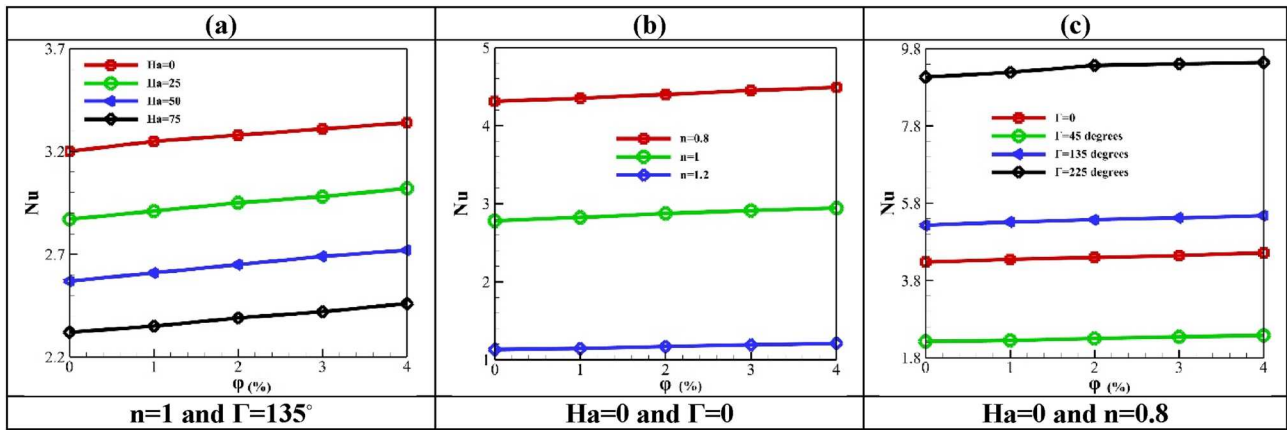 (a)
3.7
3.2
2.7
2.2
Nu
Ha=0
Ha=25
Ha=50
Ha=75
0 1 2 3 4
φ (%)
n=1 and Γ=135°
(b)
5
4
3
2
1
Nu
n=0.8
n=1
n=1.2
0 1 2 3 4
φ (%)
Ha=0 and Γ=0
(c)
9.8
7.8
5.8
3.8
1.8
Nu
Γ=0
Γ=45 degrees
Γ=135 degrees
Γ=225 degrees
0 1 2 3 4
φ (%)
Ha=0 and n=0.8